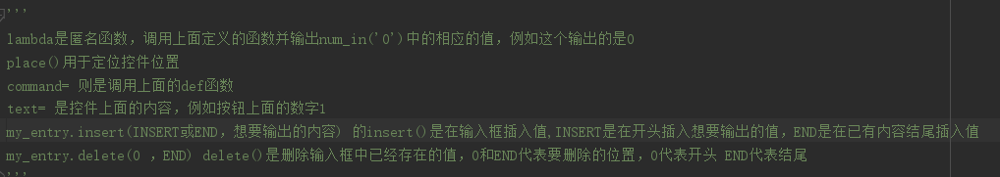 '''
lambda是匿名函数，调用上面定义的函数并输出num_in('0')中的相应的值，例如这个输出的是0
place()用于定位控件位置
command= 则是调用上面的def函数
text= 是控件上面的内容，例如按钮上面的数字1
my_entry.insert(INSERT或END，想要输出的内容) 的insert()是在输入框插入值,INSERT是在开头插入想要输出的值，END是在已有内容结尾插入值
my_entry.delete(0 ，END) delete()是删除输入框中已经存在的值，0和END代表要删除的位置，0代表开头 END代表结尾
'''